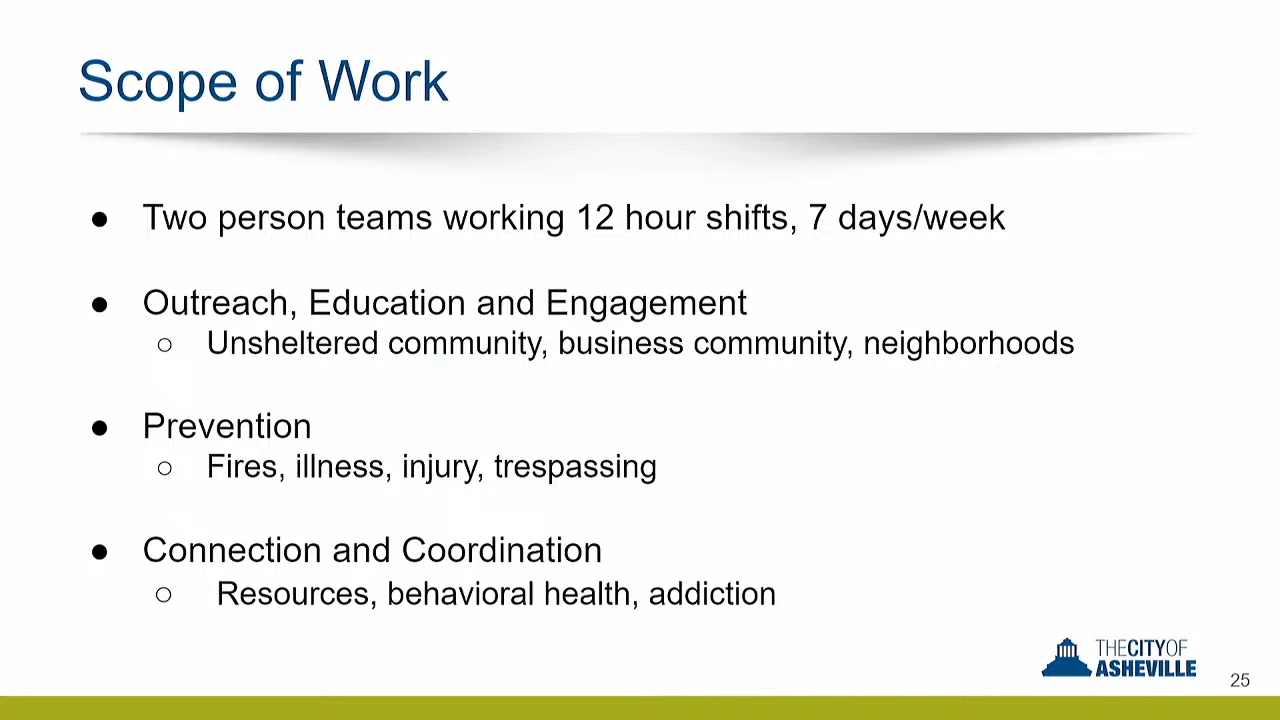 Scope of Work
● Two person teams working 12 hour shifts, 7 days/week
● Outreach, Education and Engagement
○ Unsheltered community, business community, neighborhoods
● Prevention
○ Fires, illness, injury, trespassing
● Connection and Coordination
○ Resources, behavioral health, addiction
THECITYOF
ASHEVILLE
25